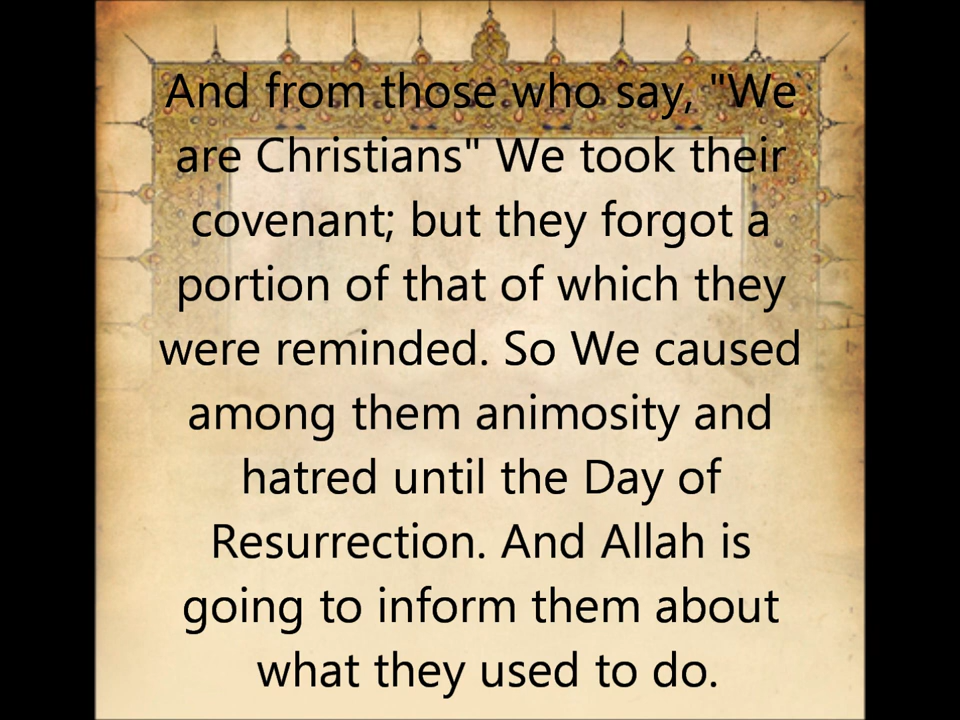 And from those who say, "We
are Christians" We took their
covenant; but they forgot a
portion of that of which they
were reminded. So We caused
among them animosity and
hatred until the Day of
Resurrection. And Allah is
going to inform them about
what they used to do.